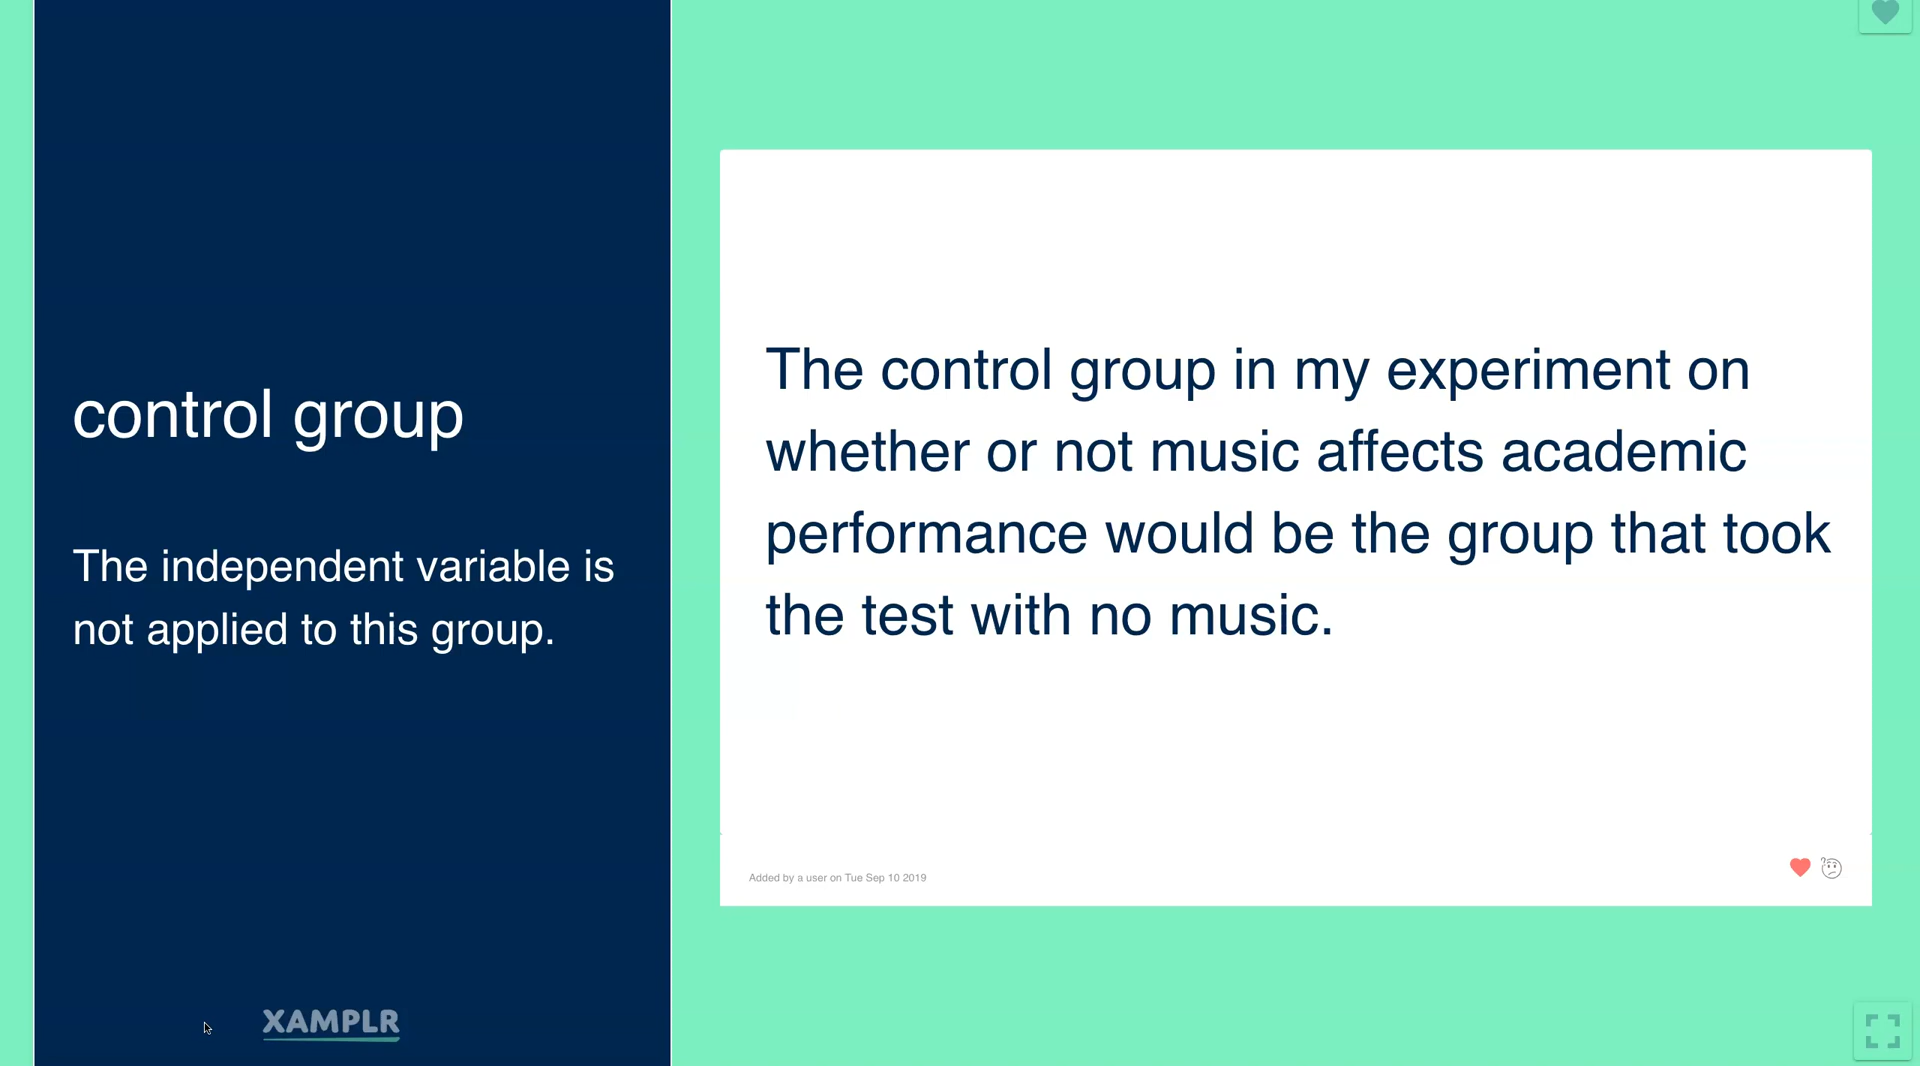 control group
The independent variable is
not applied to this group.
XAMPLR
The control group in my experiment on
whether or not music affects academic
performance would be the group that took
the test with no music.
Added by a user on Tue Sep 10 2019